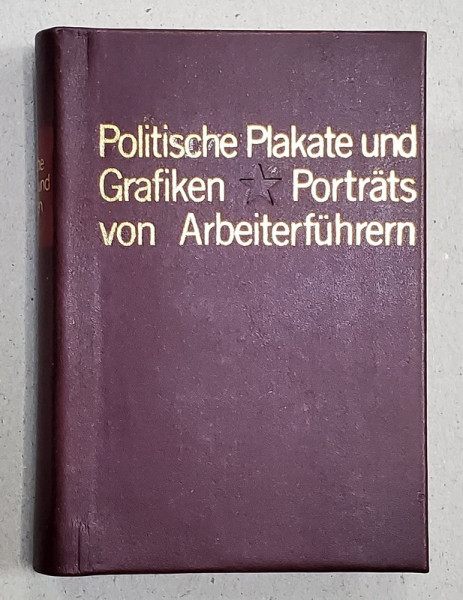 Politische Plakate und
Grafiken ★ Porträts
von Arbeiterführern